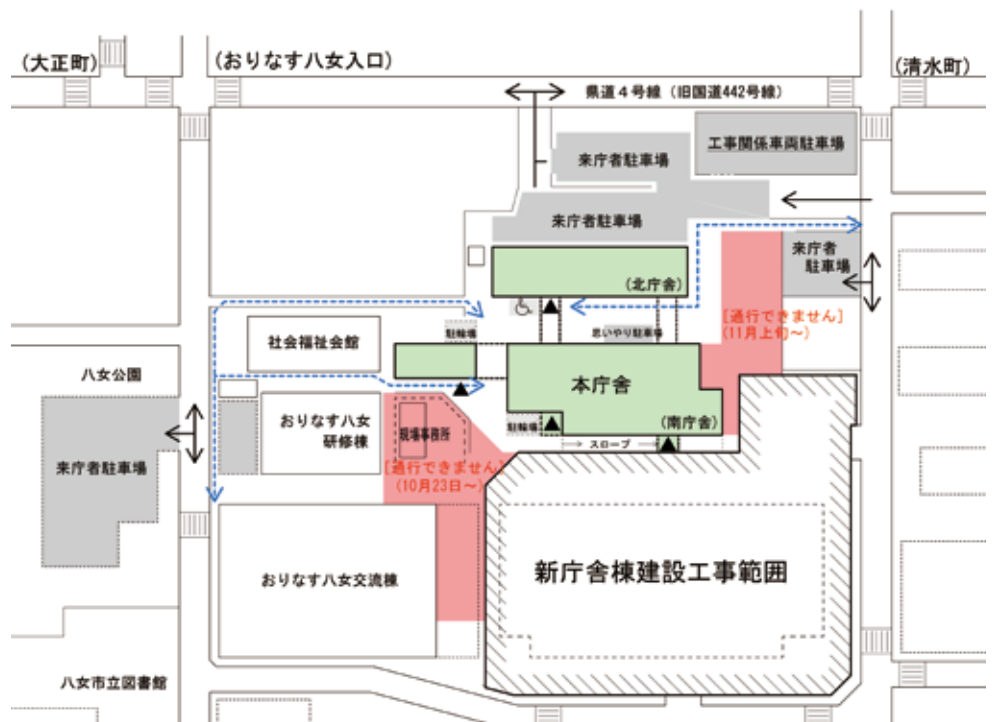 (大正町)
(おりなす八女入口)
(清水町)
県道4号線(旧国道442号線)
工事関係車両駐車場
来庁者駐車場
来庁者駐車場
来庁者
駐車場
(北庁舎)
[通行できません]
(11月上旬～)
駐輪場
思いやり駐車場
社会福祉会館
八女公園
本庁舎
(南庁舎)
おりなす八女
研修棟
現場事務所
駐輪場
スロープ
来庁者駐車場
[通行できません]
(10月23日～)
新庁舎棟建設工事範囲
おりなす八女交流棟
八女市立図書館